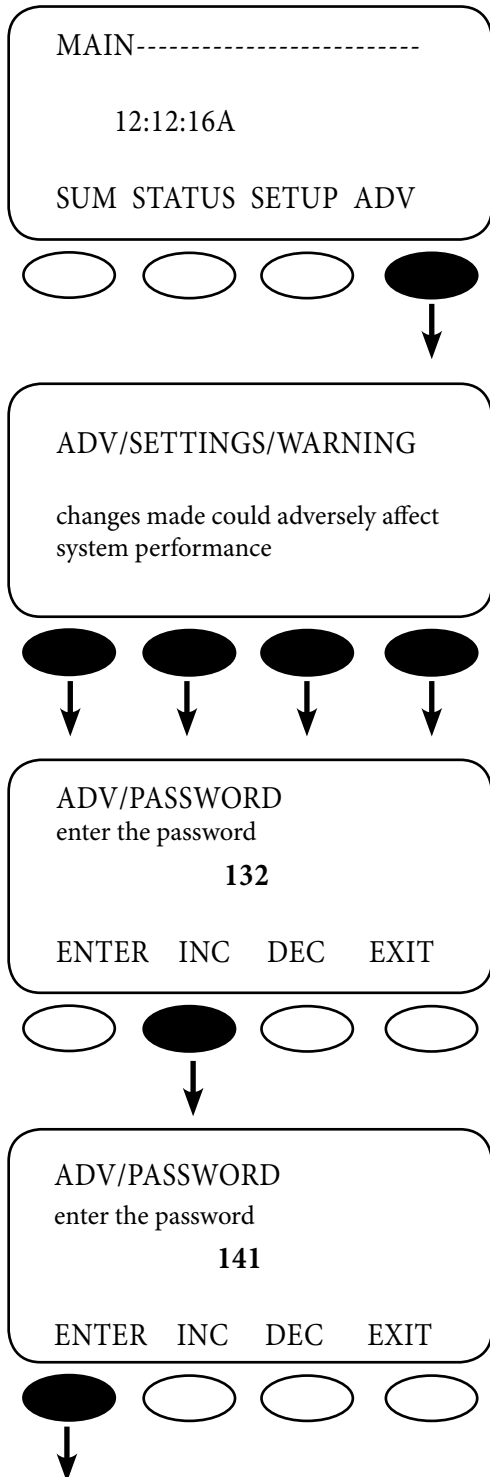 MAIN--------------------------
12:12:16A
SUM STATUS SETUP ADV
ADV/SETTINGS/WARNING
changes made could adversely affect
system performance
ADV/PASSWORD
enter the password
132
ENTER INC DEC EXIT
ADV/PASSWORD
enter the password
141
ENTER INC DEC EXIT